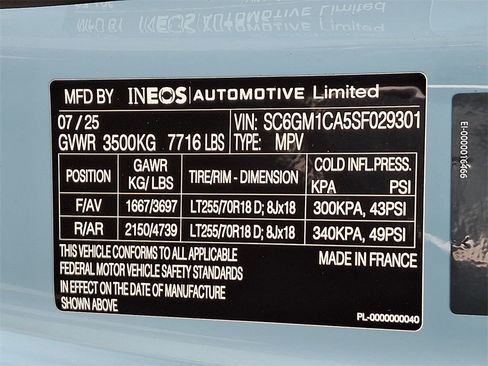 MFD BY INEOS | AUTOMOTIVE Limited
07 / 25 VIN: SC6GM1CA5SF029301
GVWR 3500KG 7716 LBS TYPE: MPV
POSITION GAWR KG/ LBS TIRE/RIM - DIMENSION COLD INFL.PRESS. KPA PSI
F/AV 1667/3697 LT255/70R18 D; 8Jx18 300KPA, 43PSI
R/AR 2150/4739 LT255/70R18 D; 8Jx18 340KPA, 49PSI
THIS VEHICLE CONFORMS TO ALL APPLICABLE MADE IN FRANCE
FEDERAL MOTOR VEHICLE SAFETY STANDARDS
IN EFFECT ON THE DATE OF MANUFACTURE
SHOWN ABOVE
PL-0000000040
EI-0000016466